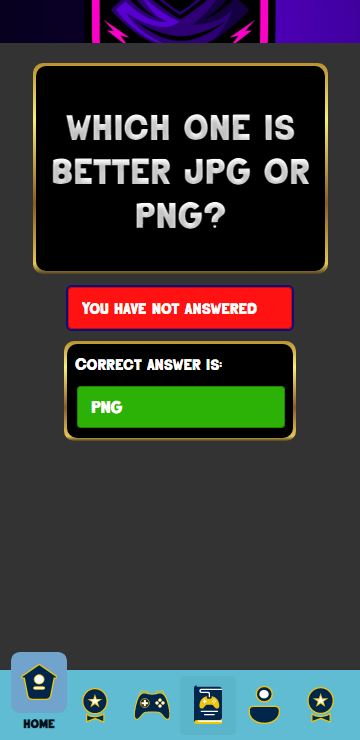 WHICH ONE IS
BETTER JPG OR
PNG?
YOU HAVE NOT ANSWERED
CORRECT ANSWER IS:
PNG
HOME